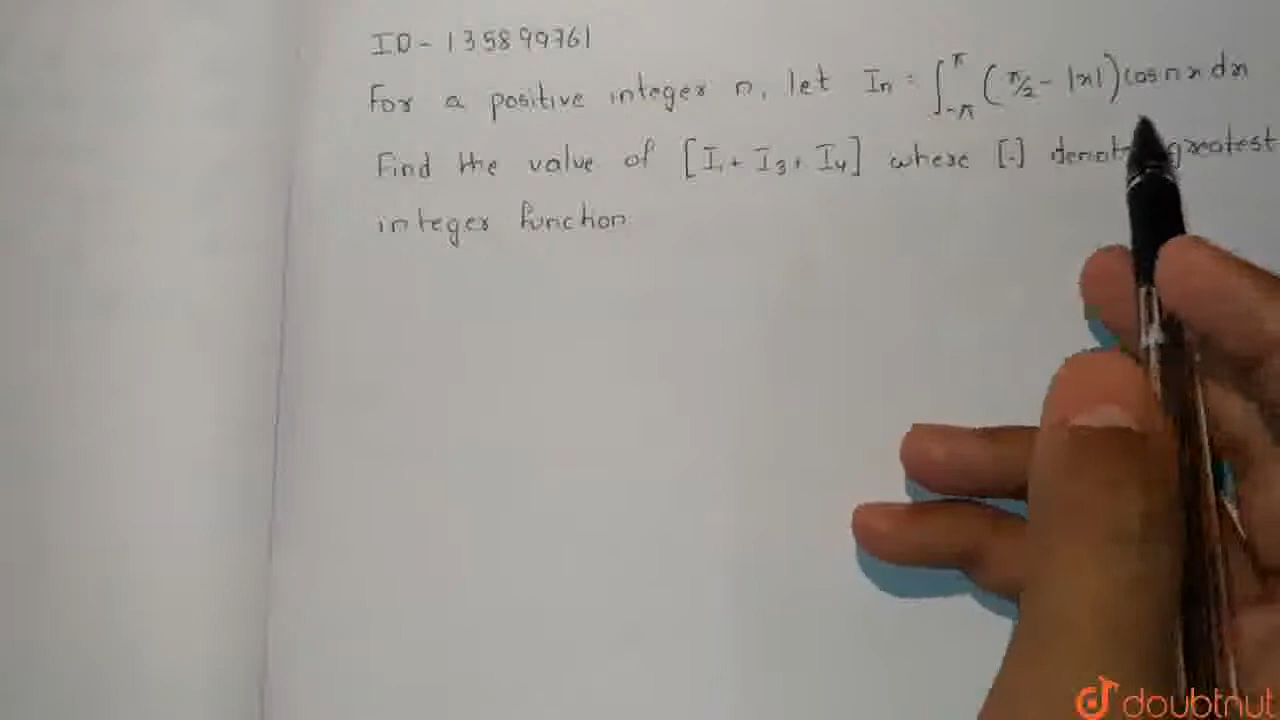 ID - 135899761
For a positive integer n, let In = ∫_{-π}^{π} (π/2 - |x|) cos nx dx
Find the value of [I₁ + I₃ + I₄] where [.] greatest
integer function
doubtnut